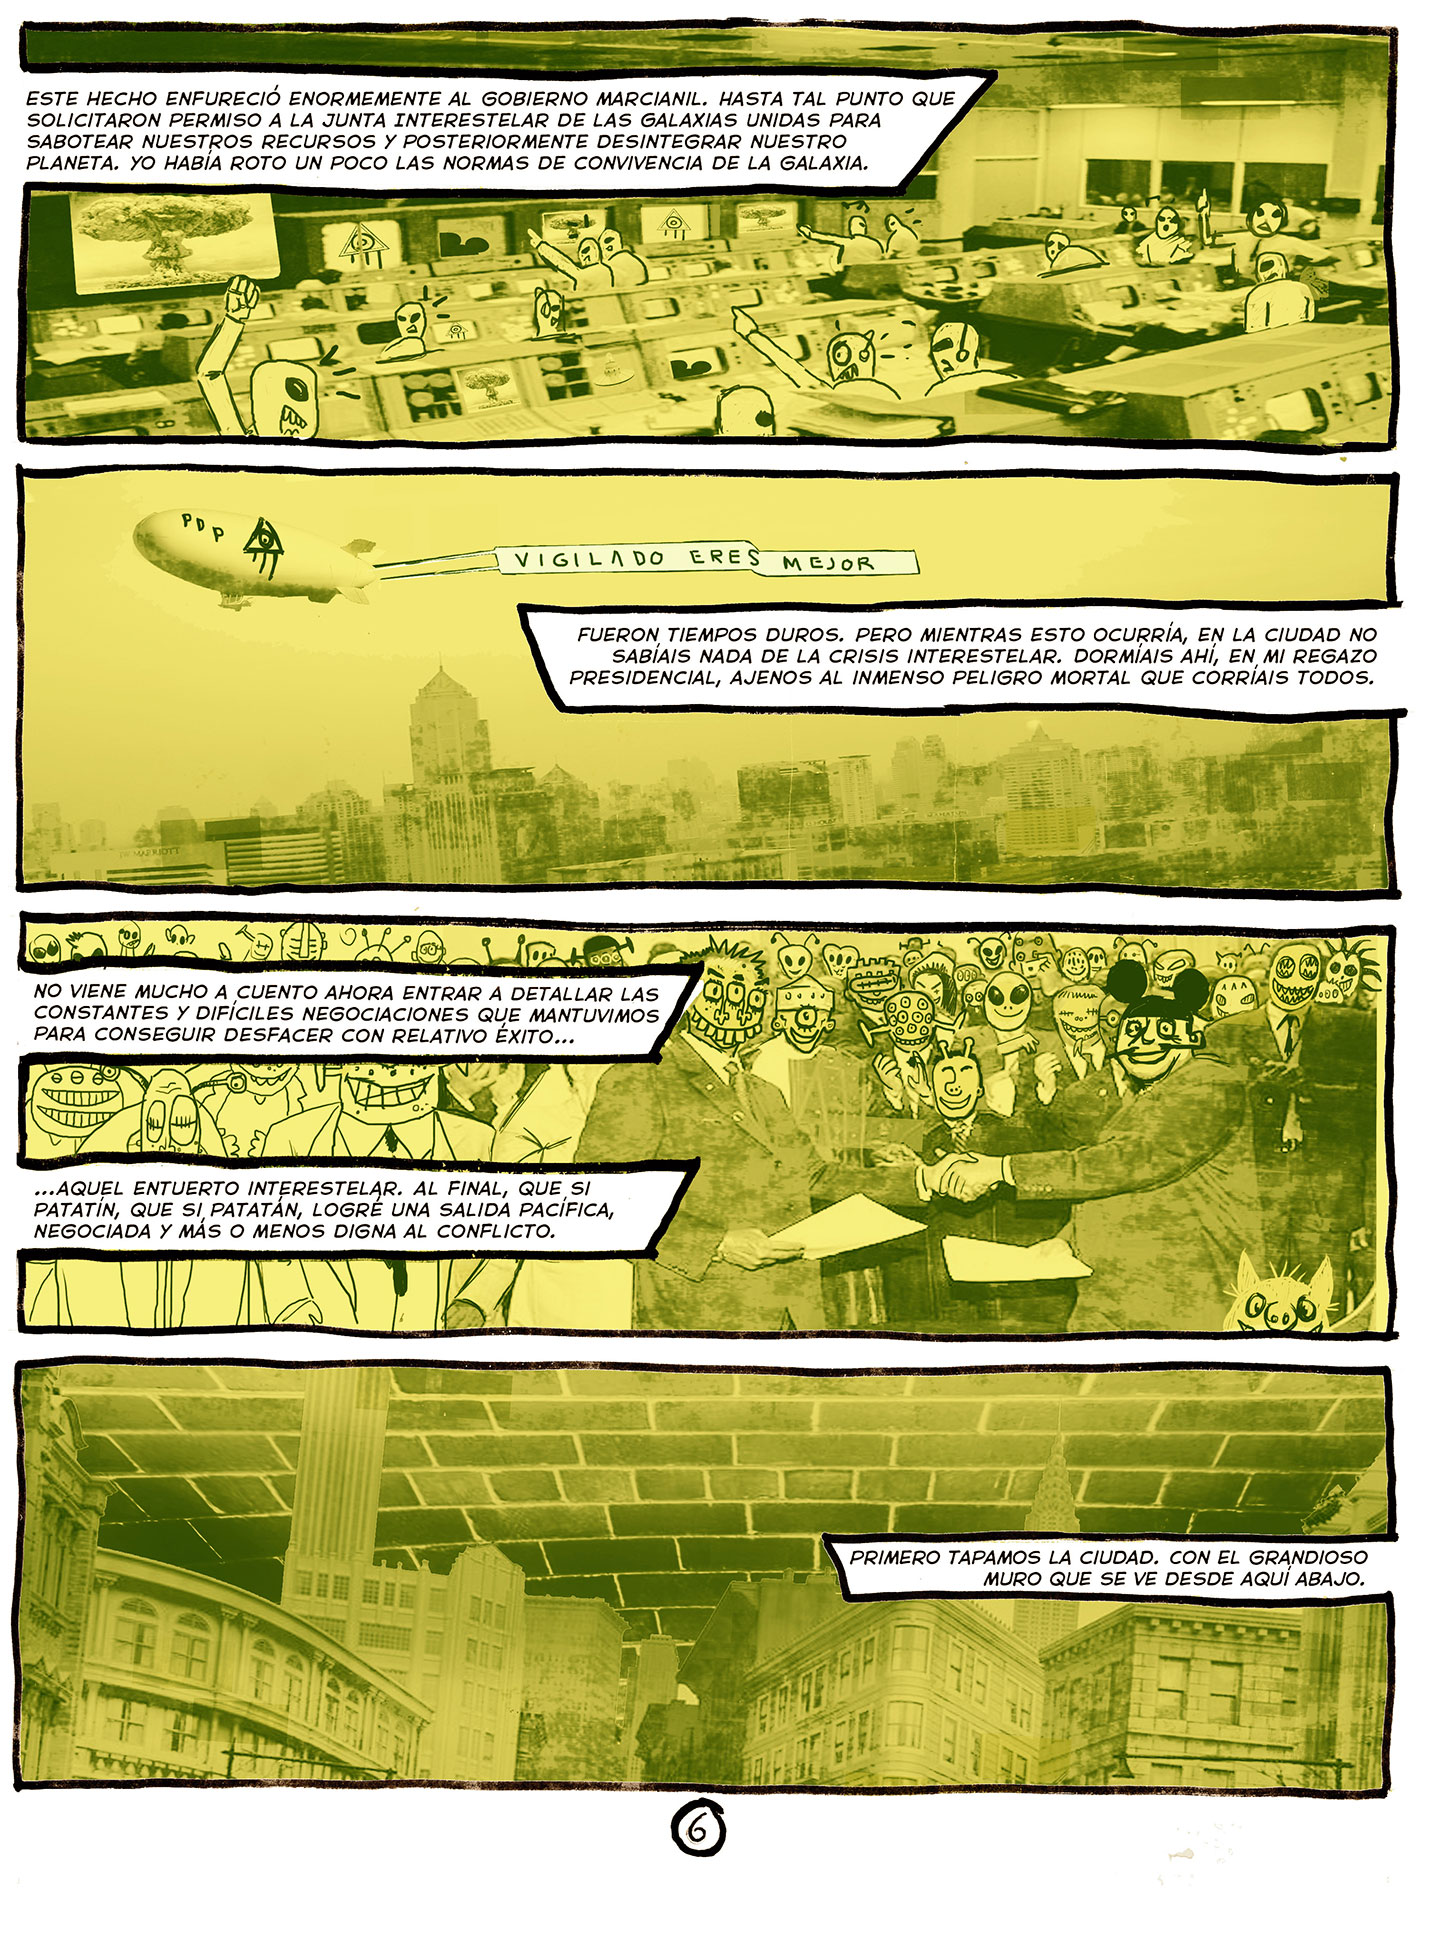 ESTE HECHO ENFURECIÓ ENORMEMENTE AL GOBIERNO MARCIANIL. HASTA TAL PUNTO QUE
SOLICITARON PERMISO A LA JUNTA INTERESTELAR DE LAS GALAXIAS UNIDAS PARA
SABOTEAR NUESTROS RECURSOS Y POSTERIORMENTE DESINTEGRAR NUESTRO
PLANETA. YO HABÍA ROTO UN POCO LAS NORMAS DE CONVIVENCIA DE LA GALAXIA.
PDP
VIGILADO ERES MEJOR
FUERON TIEMPOS DUROS. PERO MIENTRAS ESTO OCURRÍA, EN LA CIUDAD NO
SABÍAIS NADA DE LA CRISIS INTERESTELAR. DORMÍAIS AHÍ, EN MI REGAZO
PRESIDENCIAL, AJENOS AL INMENSO PELIGRO MORTAL QUE CORRÍAIS TODOS.
MARRIOTT
NO VIENE MUCHO A CUENTO AHORA ENTRAR A DETALLAR LAS
CONSTANTES Y DIFÍCILES NEGOCIACIONES QUE MANTUVIMOS
PARA CONSEGUIR DESFACER CON RELATIVO ÉXITO...
...AQUEL ENTUERTO INTERESTELAR. AL FINAL, QUE SI
PATATÍN, QUE SI PATATÁN, LOGRÉ UNA SALIDA PACÍFICA,
NEGOCIADA Y MÁS O MENOS DIGNA AL CONFLICTO.
PRIMERO TAPAMOS LA CIUDAD. CON EL GRANDIOSO
MURO QUE SE VE DESDE AQUÍ ABAJO.
6